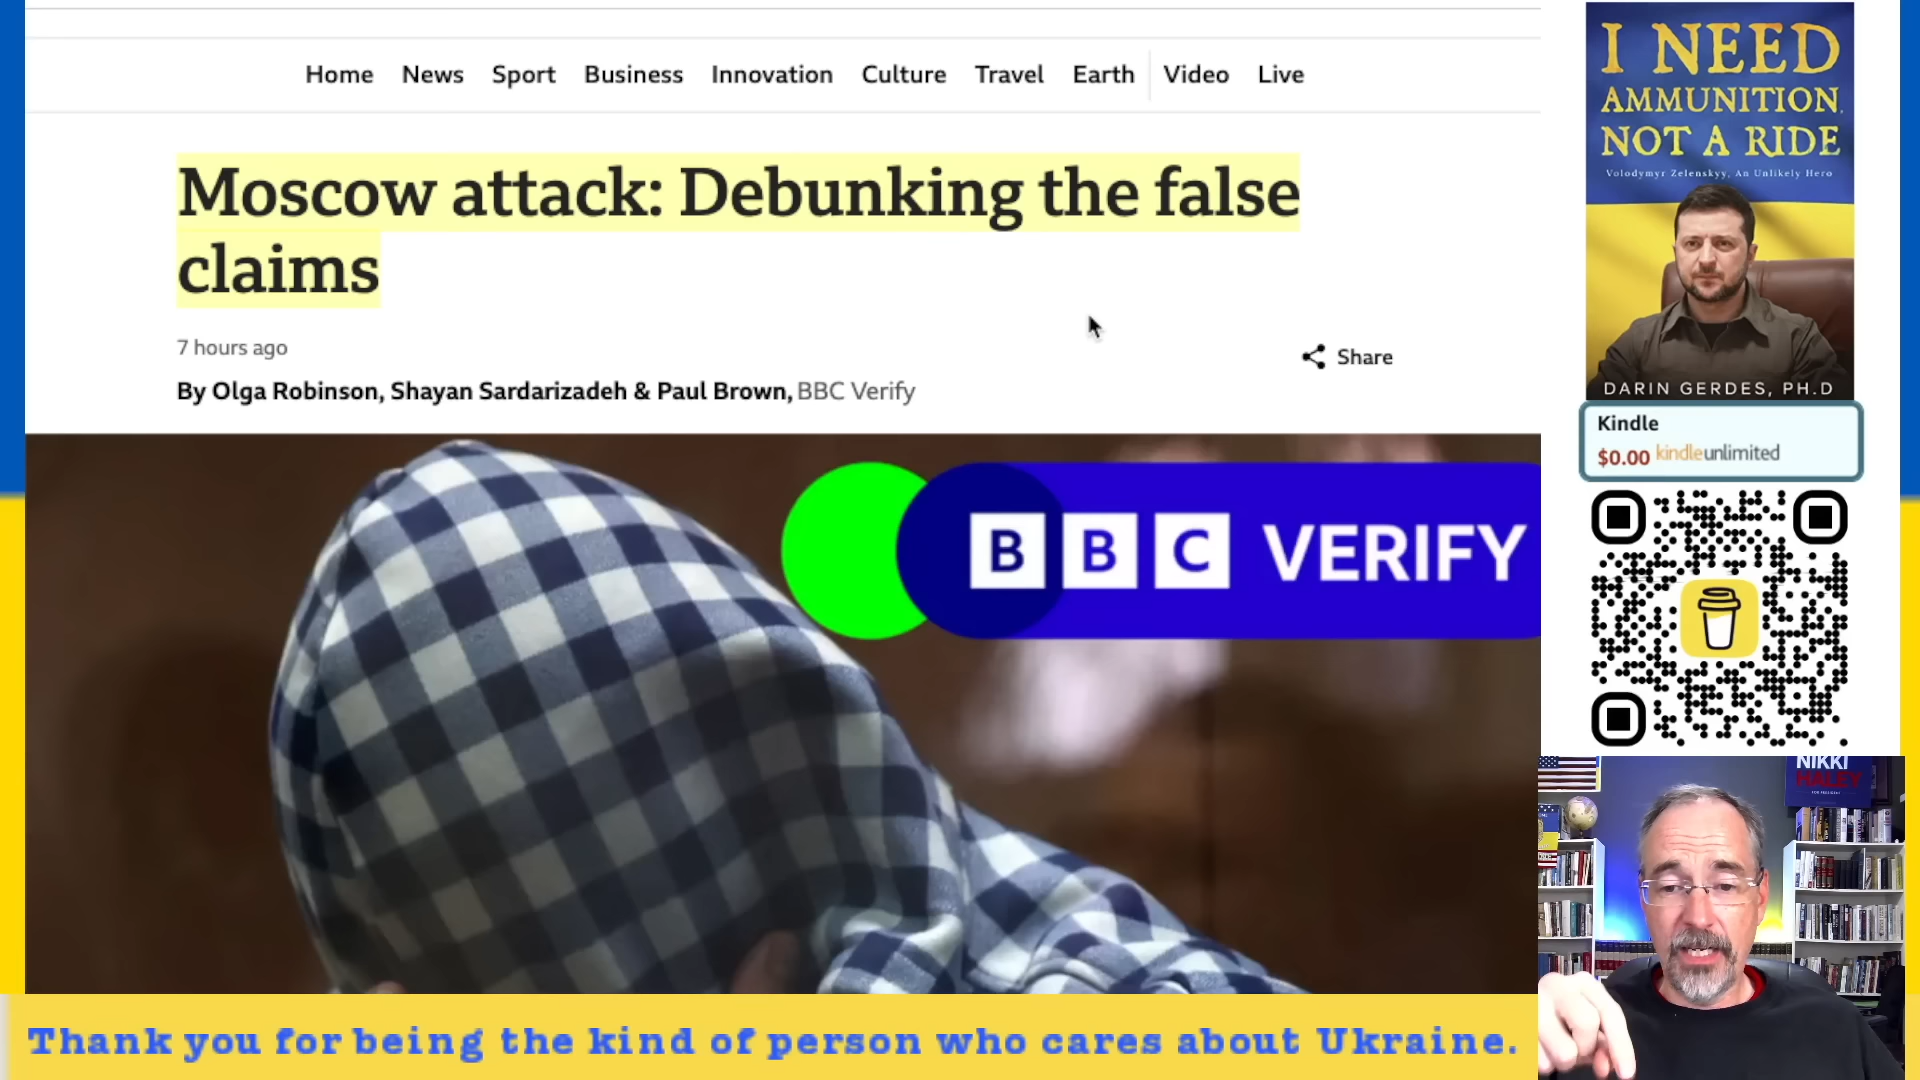 Home News Sport Business Innovation Culture Travel Earth Video Live
Moscow attack: Debunking the false
claims
7 hours ago
Share
By Olga Robinson, Shayan Sardarizadeh & Paul Brown, BBC Verify
BBC VERIFY
I NEED
AMMUNITION,
NOT A RIDE
Volodymyr Zelenskyy, An Unlikely Hero
DARIN GERDES, PH.D
Kindle
$0.00 kindleunlimited
NIKKI
HALEY
FOR PRESIDENT
Thank you for being the kind of person who cares about Ukraine.